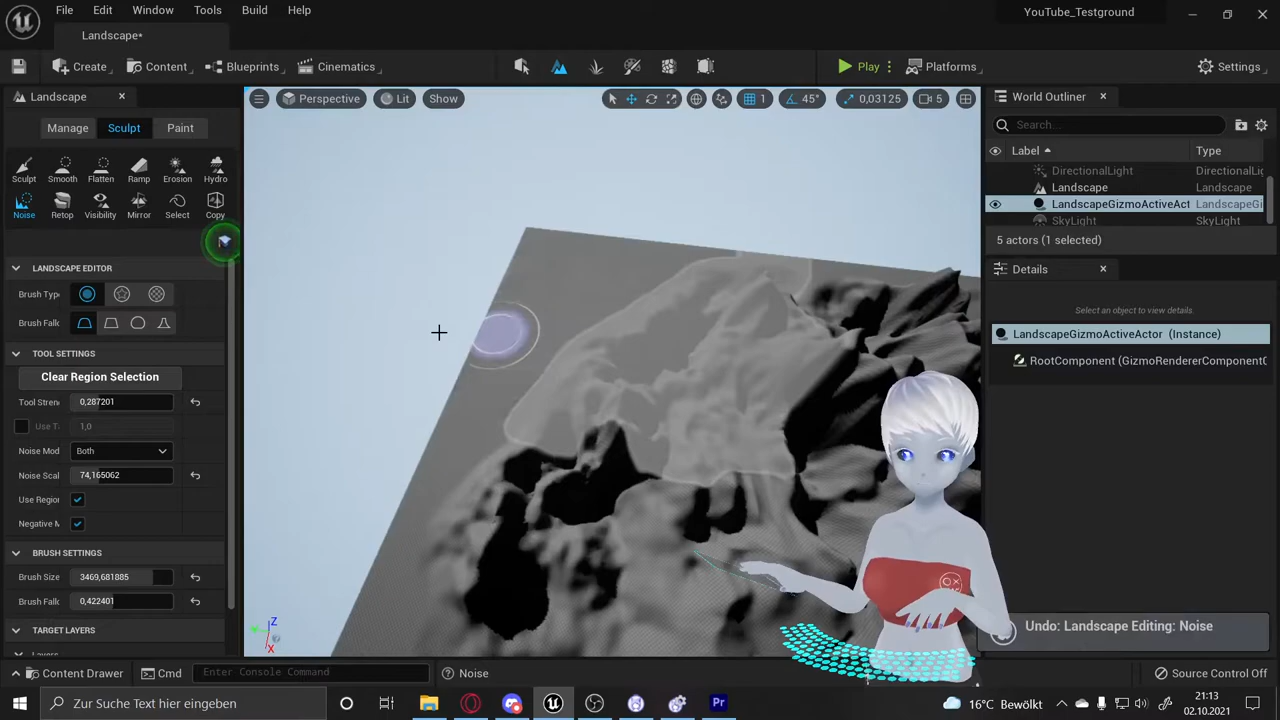 File Edit Window Tools Build Help
YouTube_Testground
Landscape*
Create Content Blueprints Cinematics Play Platforms Settings
Landscape
Perspective Lit Show
1 45° 0,03125 5
World Outliner
Manage Sculpt Paint
Search...
Label Type
Sculpt Smooth Flatten Ramp Erosion Hydro
DirectionalLight DirectionalLi
Landscape Landscape
Noise Retop Visibility Mirror Select Copy
LandscapeGizmoActiveAct LandscapeGi
SkyLight SkyLight
5 actors (1 selected)
LANDSCAPE EDITOR
Details
Brush Typ
Select an object to view details.
Brush Falk
LandscapeGizmoActiveActor (Instance)
TOOL SETTINGS
RootComponent (GizmoRendererComponent0
Clear Region Selection
Tool Stren 0,287201
Use T 1,0
Noise Mod Both
Noise Scal 74,165062
Use Region
Negative M
BRUSH SETTINGS
Brush Size 3469,681885
Brush Falk 0,422401
TARGET LAYERS
Undo: Landscape Editing: Noise
Z
X
Content Drawer Cmd Enter Console Command Noise Source Control Off
Zur Suche Text hier eingeben
Pr
16°C Bewölkt
21:13
02.10.2021